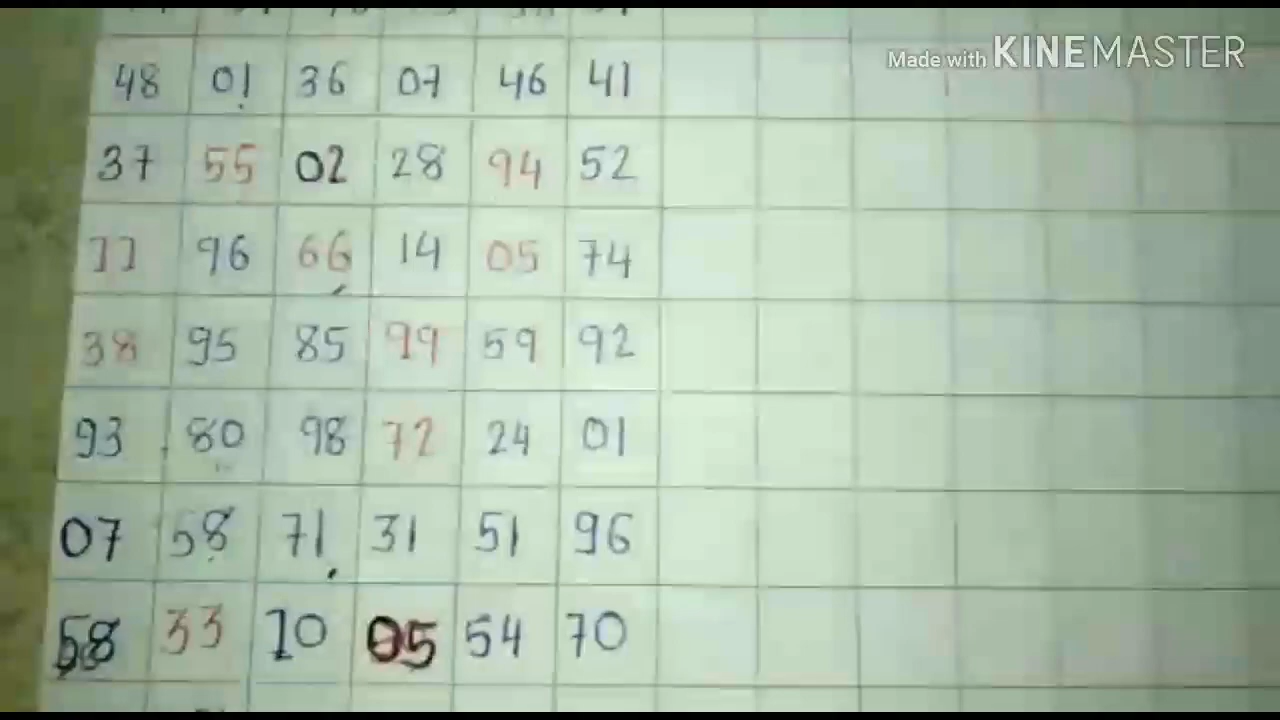 Made with KINEMASTER
48 01 36 07 46 41
37 55 02 28 94 52
11 96 66 14 05 74
38 95 85 99 59 92
93 80 98 72 24 01
07 58 71 31 51 96
58 33 10 05 54 70